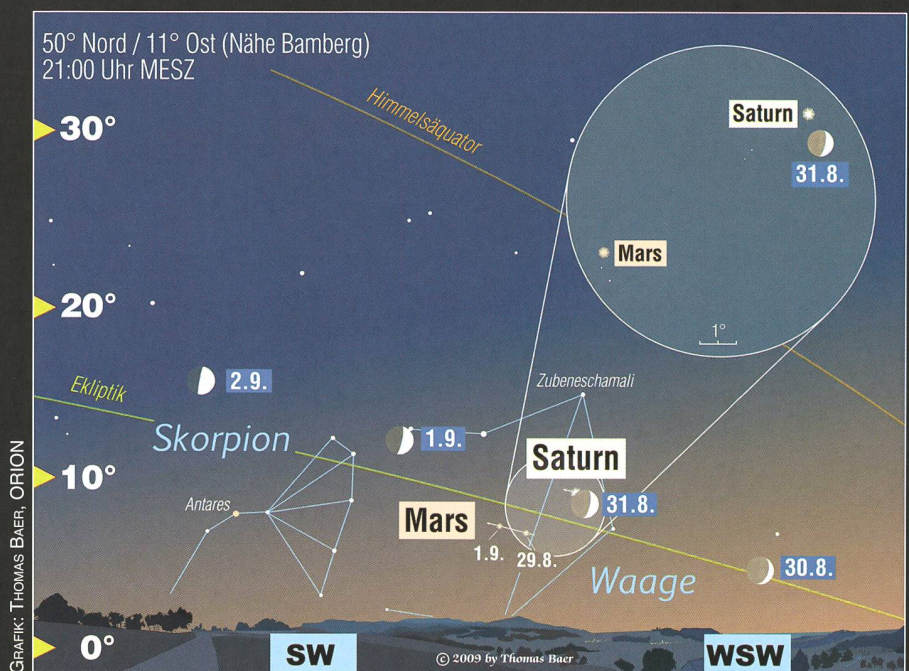 50° Nord / 11° Ost (Nähe Bamberg)
21:00 Uhr MESZ
Himmelsäquator
30°
Saturn
31.8.
Mars
1°
20°
Ekliptik
2.9.
Zubeneschamali
Skorpion
1.9.
Saturn
10°
31.8.
Antares
Mars
1.9.
29.8.
Waage
30.8.
0°
SW
© 2009 by Thomas Baer
WSW
GRAFIK: THOMAS BAER, ORION